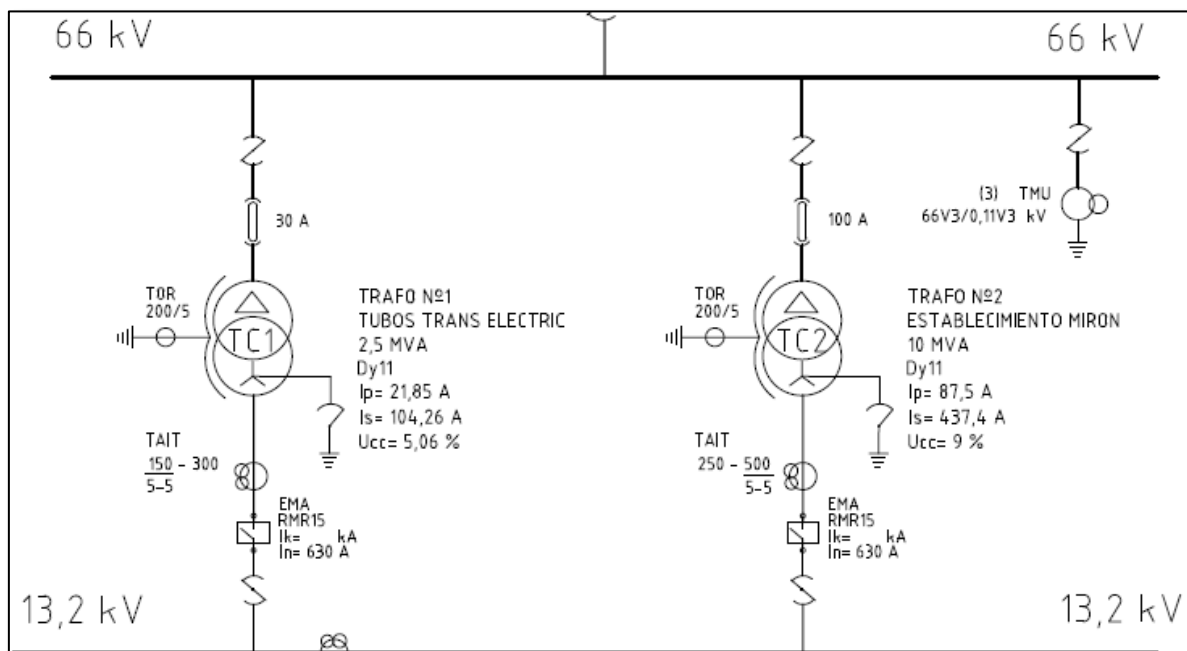 66 kV
66 kV
30 A
100 A
(3) TMU
66V3/0,11V3 kV
TOR
200/5
TC1
TRAFO Nº1
TUBOS TRANS ELECTRIC
2,5 MVA
Dy11
Ip= 21,85 A
Is= 104,26 A
Ucc= 5,06 %
TOR
200/5
TC2
TRAFO Nº2
ESTABLECIMIENTO MIRON
10 MVA
Dy11
Ip= 87,5 A
Is= 437,4 A
Ucc= 9 %
TAIT
150 - 300
5-5
EMA
RMR15
Ik= kA
In= 630 A
TAIT
250 - 500
5-5
EMA
RMR15
Ik= kA
In= 630 A
13,2 kV
13,2 kV